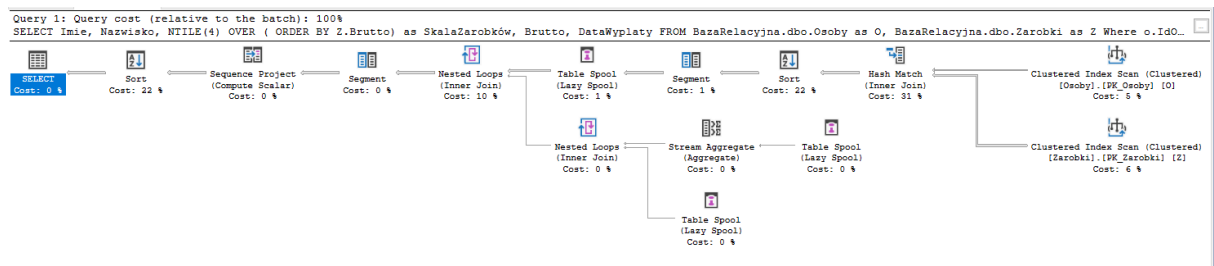 Query 1: Query cost (relative to the batch): 100%
SELECT Imie, Nazwisko, NTILE(4) OVER ( ORDER BY Z.Brutto) as SkalaZarobków, Brutto, DataWyplaty FROM BazaRelacyjna.dbo.Osoby as O, BazaRelacyjna.dbo.Zarobki as Z Where o.IdO…
SELECT
Cost: 0 %
Sort
Cost: 22 %
Sequence Project
(Compute Scalar)
Cost: 0 %
Segment
Cost: 0 %
Nested Loops
(Inner Join)
Cost: 10 %
Table Spool
(Lazy Spool)
Cost: 1 %
Segment
Cost: 1 %
Sort
Cost: 22 %
Hash Match
(Inner Join)
Cost: 31 %
Clustered Index Scan (Clustered)
[Osoby].[PK_Osoby] [O]
Cost: 5 %
Nested Loops
(Inner Join)
Cost: 0 %
Stream Aggregate
(Aggregate)
Cost: 0 %
Table Spool
(Lazy Spool)
Cost: 0 %
Clustered Index Scan (Clustered)
[Zarobki].[PK_Zarobki] [Z]
Cost: 6 %
Table Spool
(Lazy Spool)
Cost: 0 %